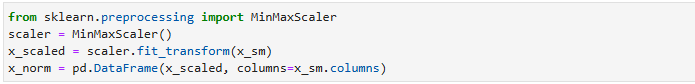 from sklearn.preprocessing import MinMaxScaler
scaler = MinMaxScaler()
x_scaled = scaler.fit_transform(x_sm)
x_norm = pd.DataFrame(x_scaled, columns=x_sm.columns)